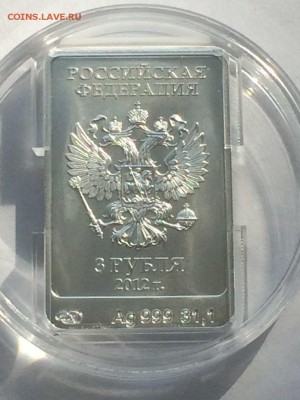 COINS.LAVE.RU
РОССИЙСКАЯ
ФЕДЕРАЦИЯ
3 РУБЛЯ
2012 г.
Ag 999 31,1